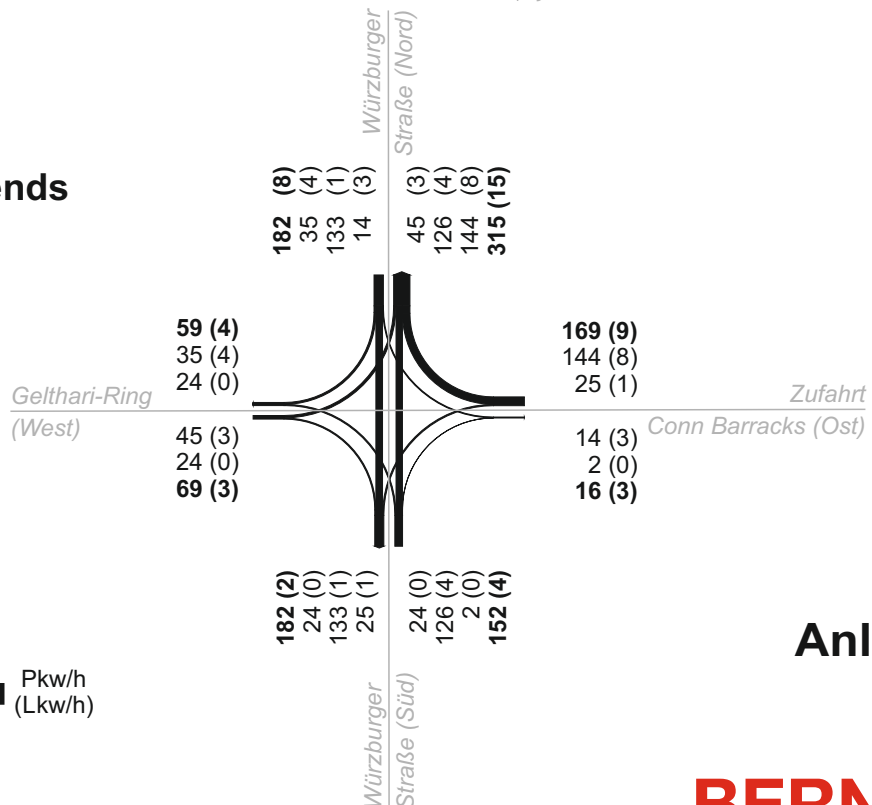 Würzburger
Straße (Nord)
ends
182 (8)
35 (4)
133 (1)
14 (3)
45 (3)
126 (4)
144 (8)
315 (15)
59 (4)
35 (4)
24 (0)
169 (9)
144 (8)
25 (1)
Gelthari-Ring
(West)
Zufahrt
Conn Barracks (Ost)
45 (3)
24 (0)
69 (3)
14 (3)
2 (0)
16 (3)
182 (2)
24 (0)
133 (1)
25 (1)
24 (0)
126 (4)
2 (0)
152 (4)
Anl
Pkw/h
(Lkw/h)
Würzburger
Straße (Süd)
BERN